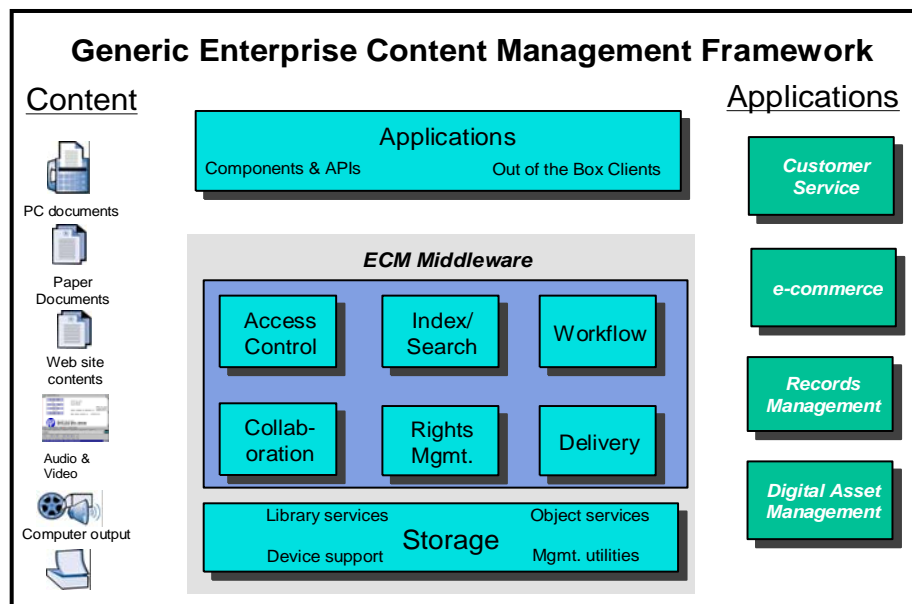 Generic Enterprise Content Management Framework
Content
PC documents
Paper
Documents
Web site
contents
Audio &
Video
Computer output
Applications
Components & APIs
Out of the Box Clients
ECM Middleware
Access
Control
Index/
Search
Workflow
Collab-
oration
Rights
Mgmt.
Delivery
Library services
Object services
Storage
Device support
Mgmt. utilities
Applications
Customer
Service
e-commerce
Records
Management
Digital Asset
Management